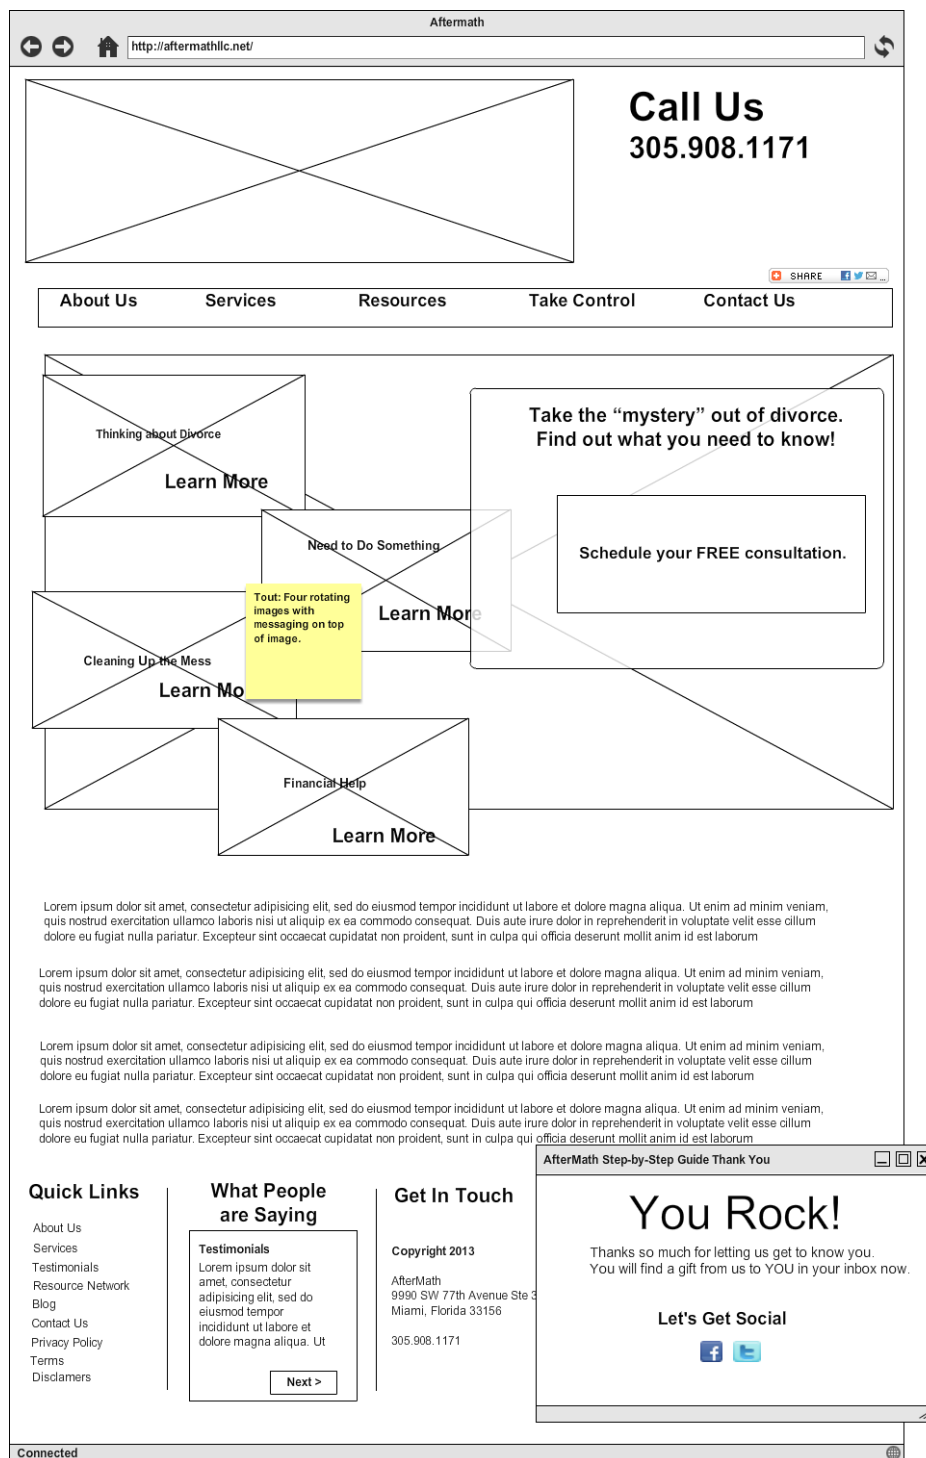 Aftermath
http://aftermathllc.net/
Call Us
305.908.1171
SHARE
...
About Us Services Resources Take Control Contact Us
Thinking about Divorce
Learn More
Take the “mystery” out of divorce.
Find out what you need to know!
Schedule your FREE consultation.
Need to Do Something
Learn More
Tout: Four rotating
images with
messaging on top
of image.
Cleaning Up the Mess
Learn Mo
Financial Help
Learn More
Lorem ipsum dolor sit amet, consectetur adipisicing elit, sed do eiusmod tempor incididunt ut labore et dolore magna aliqua. Ut enim ad minim veniam,
quis nostrud exercitation ullamco laboris nisi ut aliquip ex ea commodo consequat. Duis aute irure dolor in reprehenderit in voluptate velit esse cillum
dolore eu fugiat nulla pariatur. Excepteur sint occaecat cupidatat non proident, sunt in culpa qui officia deserunt mollit anim id est laborum
Lorem ipsum dolor sit amet, consectetur adipisicing elit, sed do eiusmod tempor incididunt ut labore et dolore magna aliqua. Ut enim ad minim veniam,
quis nostrud exercitation ullamco laboris nisi ut aliquip ex ea commodo consequat. Duis aute irure dolor in reprehenderit in voluptate velit esse cillum
dolore eu fugiat nulla pariatur. Excepteur sint occaecat cupidatat non proident, sunt in culpa qui officia deserunt mollit anim id est laborum
Lorem ipsum dolor sit amet, consectetur adipisicing elit, sed do eiusmod tempor incididunt ut labore et dolore magna aliqua. Ut enim ad minim veniam,
quis nostrud exercitation ullamco laboris nisi ut aliquip ex ea commodo consequat. Duis aute irure dolor in reprehenderit in voluptate velit esse cillum
dolore eu fugiat nulla pariatur. Excepteur sint occaecat cupidatat non proident, sunt in culpa qui officia deserunt mollit anim id est laborum
Lorem ipsum dolor sit amet, consectetur adipisicing elit, sed do eiusmod tempor incididunt ut labore et dolore magna aliqua. Ut enim ad minim veniam,
quis nostrud exercitation ullamco laboris nisi ut aliquip ex ea commodo consequat. Duis aute irure dolor in reprehenderit in voluptate velit esse cillum
dolore eu fugiat nulla pariatur. Excepteur sint occaecat cupidatat non proident, sunt in culpa qui officia deserunt mollit anim id est laborum
Quick Links
About Us
Services
Testimonials
Resource Network
Blog
Contact Us
Privacy Policy
Terms
Disclamers
What People
are Saying
Testimonials
Lorem ipsum dolor sit
amet, consectetur
adipisicing elit, sed do
eiusmod tempor
incididunt ut labore et
dolore magna aliqua. Ut
Next >
Get In Touch
Copyright 2013
AfterMath
9990 SW 77th Avenue Ste 3
Miami, Florida 33156
305.908.1171
AfterMath Step-by-Step Guide Thank You
You Rock!
Thanks so much for letting us get to know you.
You will find a gift from us to YOU in your inbox now.
Let's Get Social
Connected